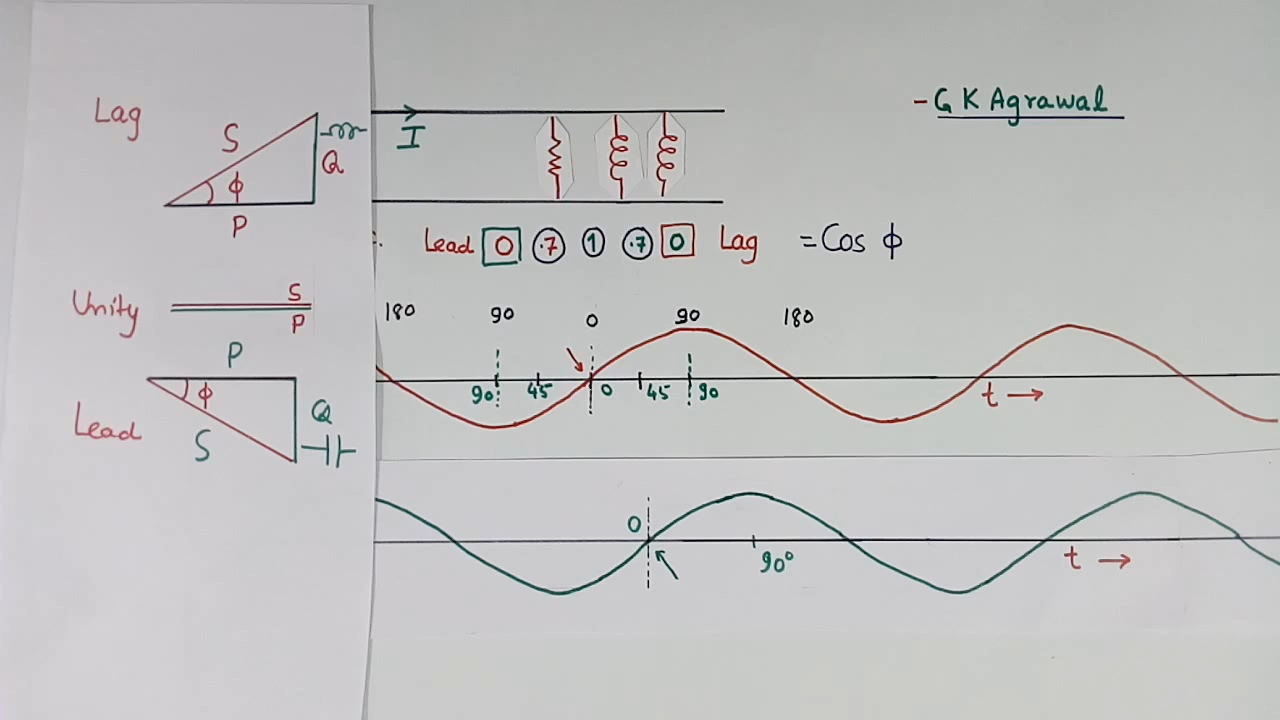 - G K Agrawal
Lag
S
φ
Q
P
I
Lead 0 .7 1 .7 0 Lag = Cos φ
Unity
S
P
180 90 0 90 180
90 45 0 45 90
t →
P
φ
Q
Lead
S
0
90°
t →